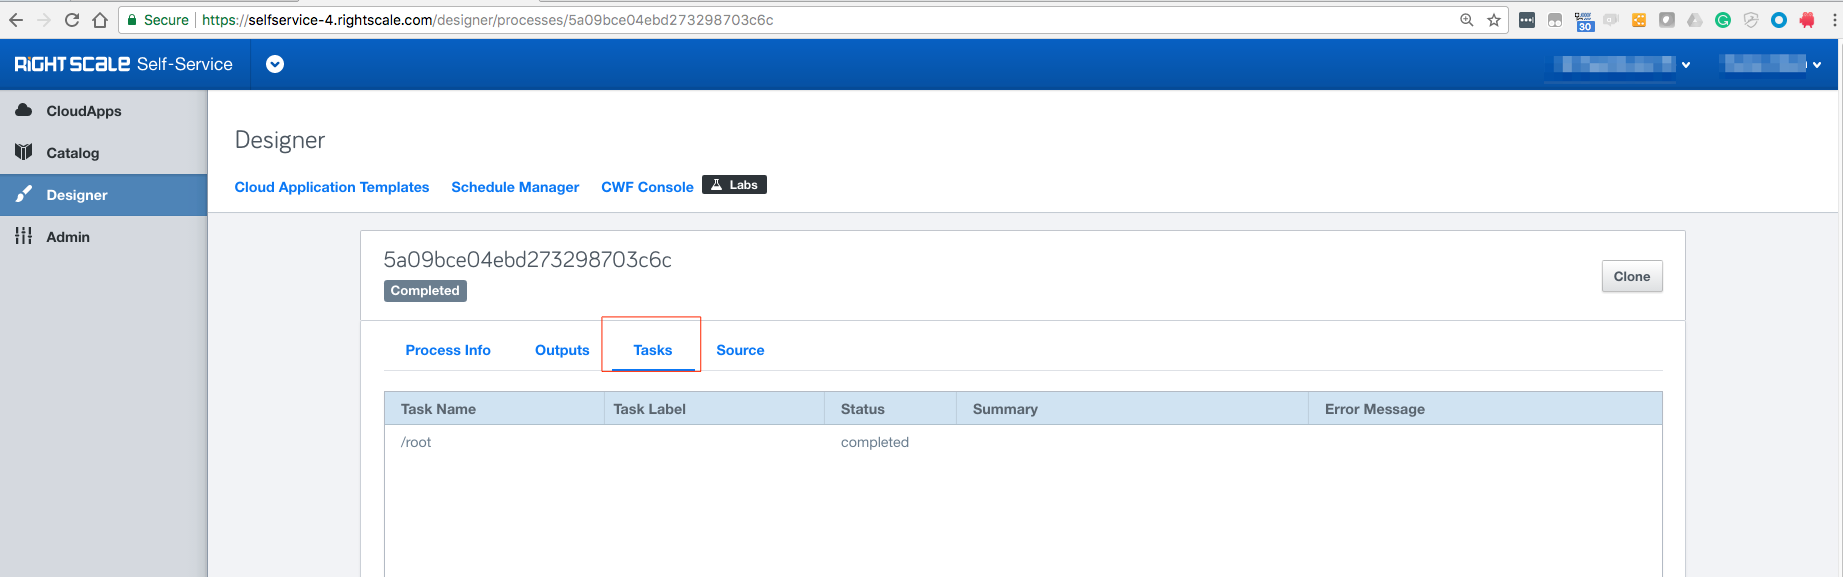 Secure https://selfservice-4.rightscale.com/designer/processes/5a09bce04ebd273298703c6c
30
RIGHTSCALE Self-Service
CloudApps
Catalog
Designer
Admin
Designer
Cloud Application Templates Schedule Manager CWF Console Labs
5a09bce04ebd273298703c6c
Completed
Clone
Process Info Outputs Tasks Source
Task Name Task Label Status Summary Error Message
/root completed